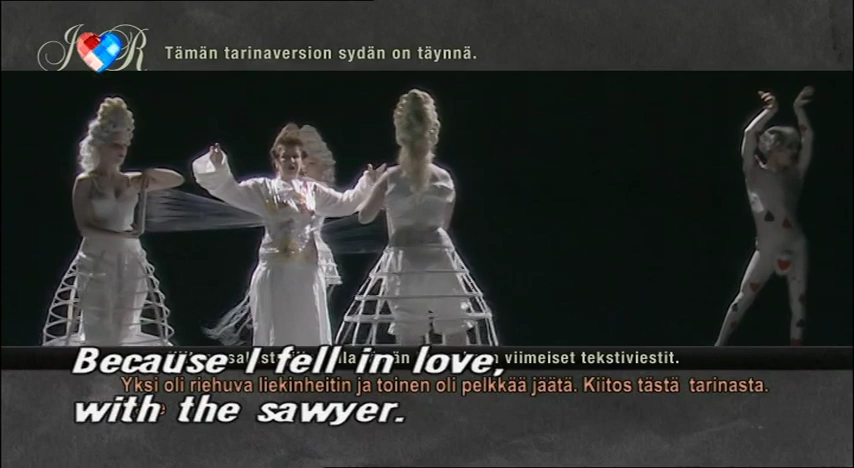 J R
Tämän tarinaversion sydän on täynnä.
viimeiset tekstiviestit.
Because I fell in love,
Yksi oli riehuva liekinheitin ja toinen oli pelkkää jäätä. Kiitos tästä tarinasta.
with the sawyer.